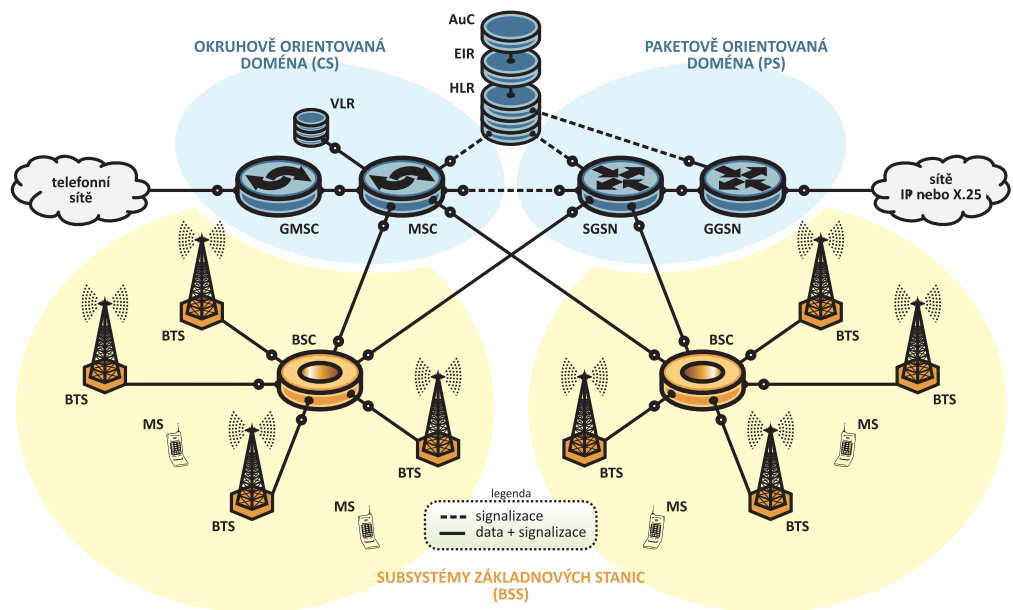 AuC
OKRUHOVĚ ORIENTOVANÁ
DOMÉNA (CS)
EIR
PAKETOVĚ ORIENTOVANÁ
DOMÉNA (PS)
HLR
VLR
telefonní
sítě
sítě
IP nebo X.25
GMSC
MSC
SGSN
GGSN
BTS
BSC
BSC
BTS
BTS
BTS
MS
MS
BTS
BTS
BTS
MS
MS
BTS
legenda
signalizace
data + signalizace
SUBSYSTÉMY ZÁKLADNOVÝCH STANIC
(BSS)